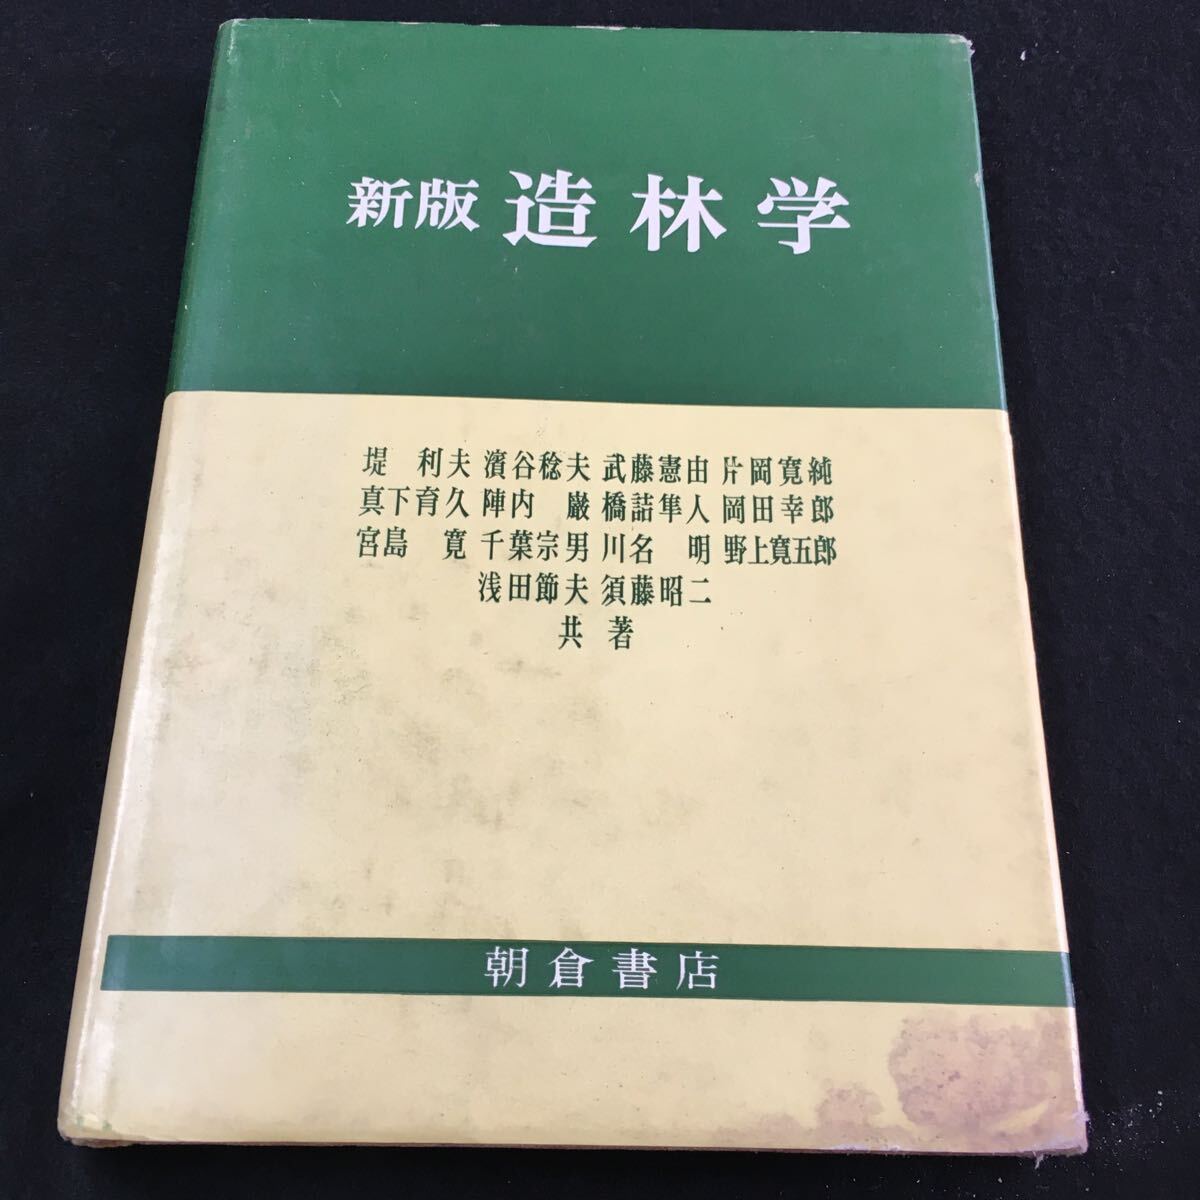 新版 造林学
堤 利夫 濱谷稔夫 武藤憲由 片岡寛純
真下育久 陣内 巌 橋詰隼人 岡田幸郎
宮島 寛 千葉宗男 川名 明 野上寛五郎
浅田節夫 須藤昭二
共著
朝倉書店